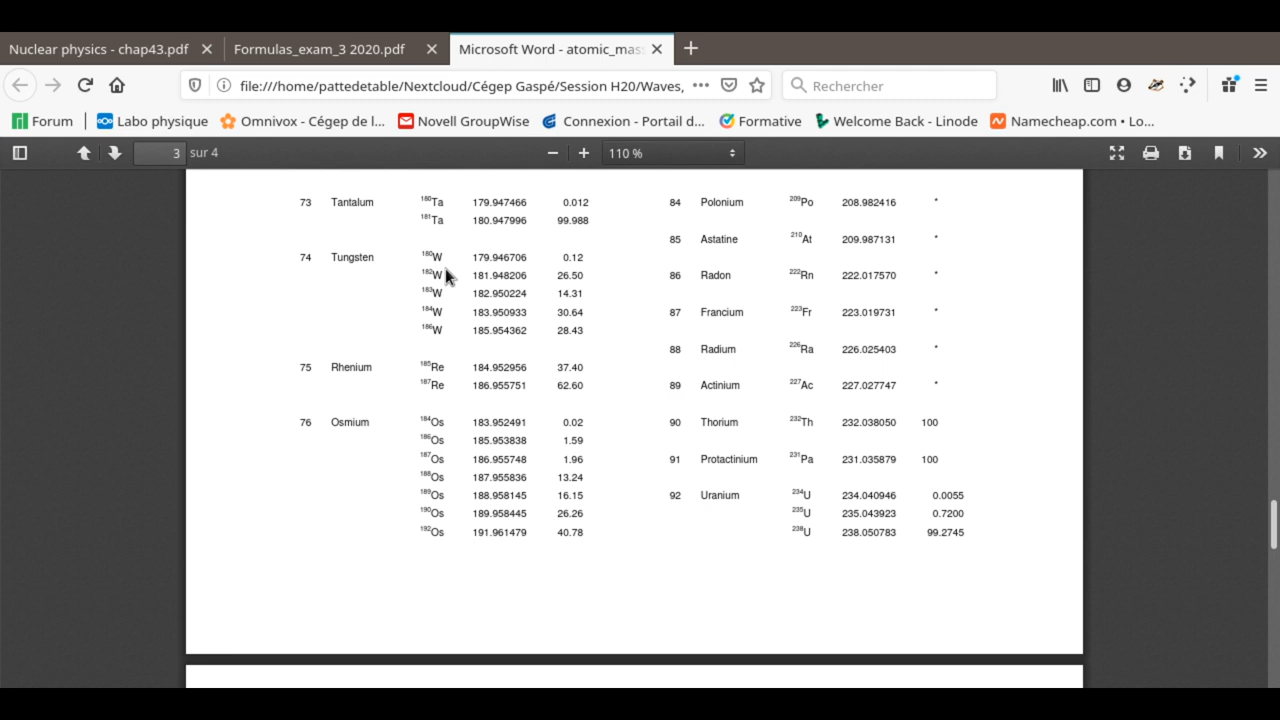 Nuclear physics - chap43.pdf
Formulas_exam_3 2020.pdf
Microsoft Word - atomic_mas
file:///home/pattedetable/Nextcloud/Cégep Gaspé/Session H20/Waves,
Rechercher
Forum
Labo physique
Omnivox - Cégep de l...
Novell GroupWise
Connexion - Portail d...
Formative
Welcome Back - Linode
Namecheap.com • Lo...
3 sur 4
110 %
73 Tantalum 180Ta 179.947466 0.012
181Ta 180.947996 99.988
74 Tungsten 180W 179.946706 0.12
182W 181.948206 26.50
183W 182.950224 14.31
184W 183.950933 30.64
186W 185.954362 28.43
75 Rhenium 185Re 184.952956 37.40
187Re 186.955751 62.60
76 Osmium 184Os 183.952491 0.02
186Os 185.953838 1.59
187Os 186.955748 1.96
188Os 187.955836 13.24
189Os 188.958145 16.15
190Os 189.958445 26.26
192Os 191.961479 40.78
84 Polonium 209Po 208.982416 *
85 Astatine 210At 209.987131 *
86 Radon 222Rn 222.017570 *
87 Francium 223Fr 223.019731 *
88 Radium 226Ra 226.025403 *
89 Actinium 227Ac 227.027747 *
90 Thorium 232Th 232.038050 100
91 Protactinium 231Pa 231.035879 100
92 Uranium 234U 234.040946 0.0055
235U 235.043923 0.7200
238U 238.050783 99.2745